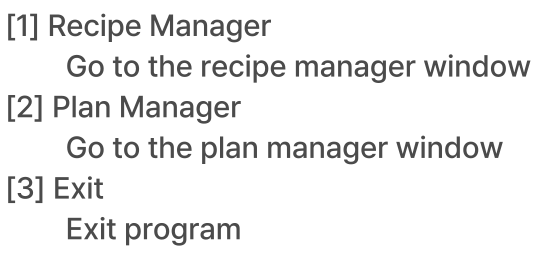 [1] Recipe Manager
Go to the recipe manager window
[2] Plan Manager
Go to the plan manager window
[3] Exit
Exit program